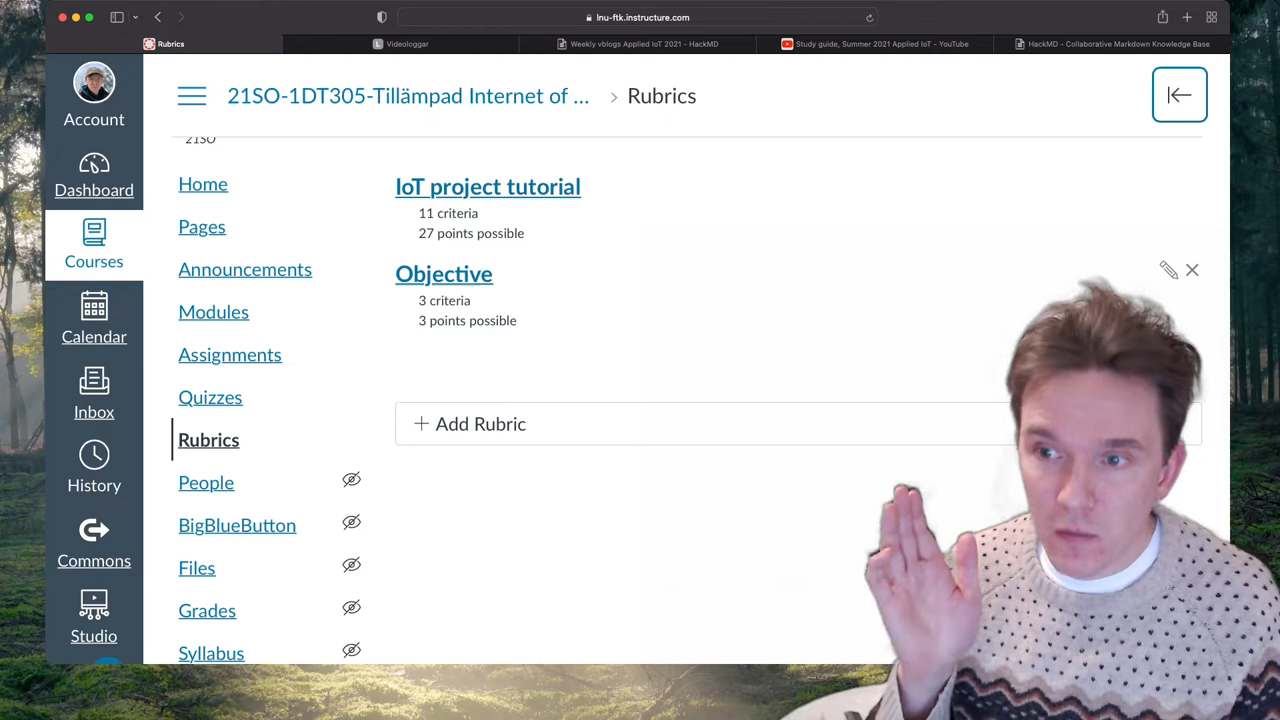 lnu-ftk.instructure.com
Rubrics
Videologgar
Weekly vblogs Applied IoT 2021 - HackMD
Study guide, Summer 2021 Applied IoT - YouTube
HackMD - Collaborative Markdown Knowledge Base
Account
Dashboard
Courses
Calendar
Inbox
History
Commons
Studio
21SO-1DT305-Tillämpad Internet of ... > Rubrics
21SO
Home
Pages
Announcements
Modules
Assignments
Quizzes
Rubrics
People
BigBlueButton
Files
Grades
Syllabus
IoT project tutorial
11 criteria
27 points possible
Objective
3 criteria
3 points possible
+ Add Rubric